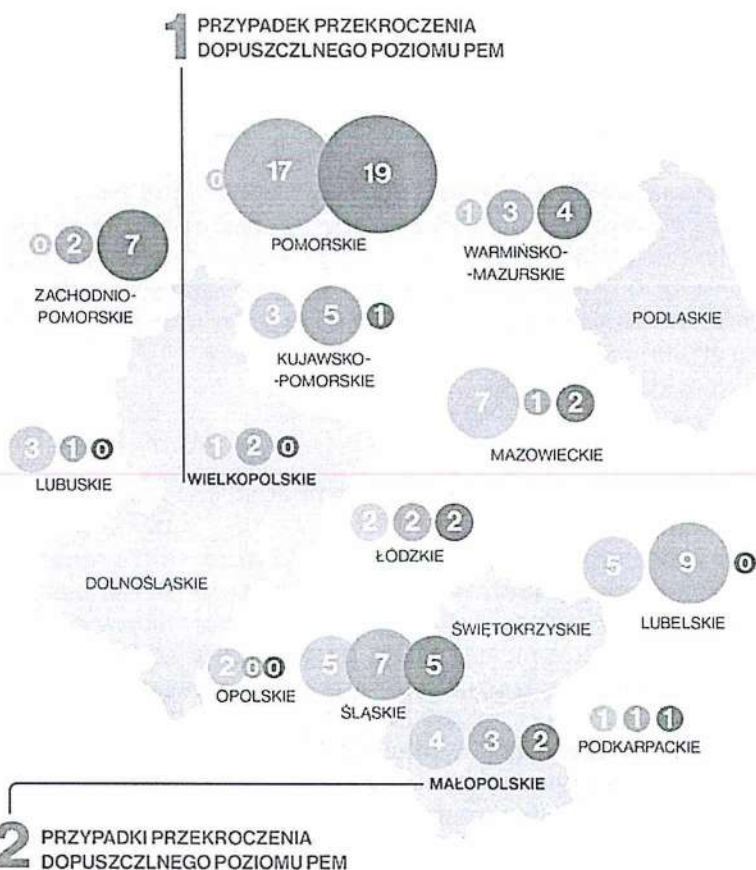 1 PRZYPADEK PRZEKROCZENIA
DOPUSZCZLNEGO POZIOMU PEM
0 17 19
POMORSKIE
1 3 4
WARMIŃSKO-
-MAZURSKIE
0 2 7
ZACHODNIO-
POMORSKIE
PODLASKIE
3 5 1
KUJAWSKO-
-POMORSKIE
7 1 2
MAZOWIECKIE
3 1 0
LUBUSKIE
1 2 0
WIELKOPOLSKIE
2 2 2
ŁÓDZKIE
5 9 0
LUBELSKIE
DOLNOŚLĄSKIE
ŚWIĘTOKRZYSKIE
2 0 0
OPOLSKIE
5 7 5
ŚLĄSKIE
1 1 1
PODKARPACKIE
4 3 2
MAŁOPOLSKIE
2 PRZYPADKI PRZEKROCZENIA
DOPUSZCZLNEGO POZIOMU PEM